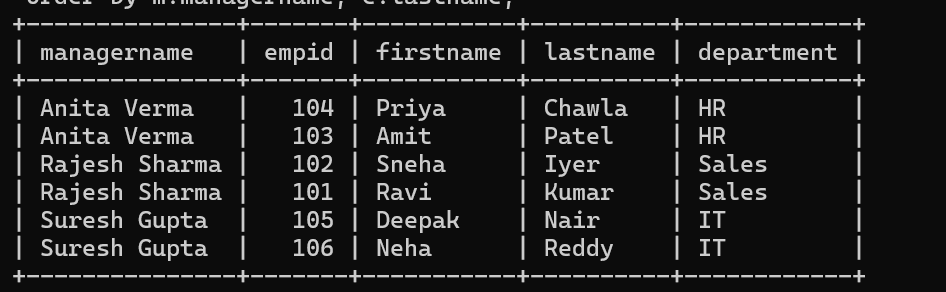 order by m.managername, e.lastname;
+---------------+-------+-----------+----------+------------+
| managername   | empid | firstname | lastname | department |
+---------------+-------+-----------+----------+------------+
| Anita Verma   |   104 | Priya     | Chawla   | HR         |
| Anita Verma   |   103 | Amit      | Patel    | HR         |
| Rajesh Sharma |   102 | Sneha     | Iyer     | Sales      |
| Rajesh Sharma |   101 | Ravi      | Kumar    | Sales      |
| Suresh Gupta  |   105 | Deepak    | Nair     | IT         |
| Suresh Gupta  |   106 | Neha      | Reddy    | IT         |
+---------------+-------+-----------+----------+------------+